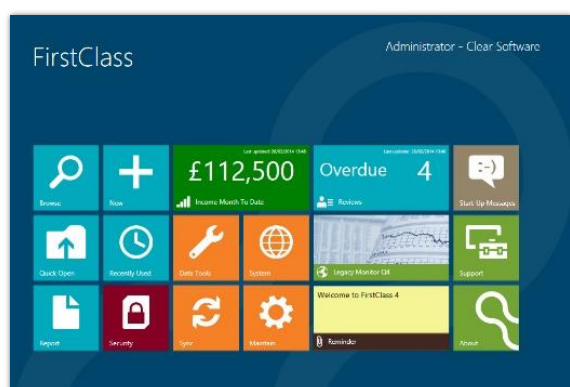 FirstClass
Administrator - Clear Software
Browse
New
£112,500
Income Month To Date
Overdue 4
Reviews
:-)
Start Up Messages
Quick Open
Recently Used
Data Tools
System
Legacy Monitor Q4
Support
Report
Security
Sync
Maintain
Welcome to FirstClass 4
Reminder
About